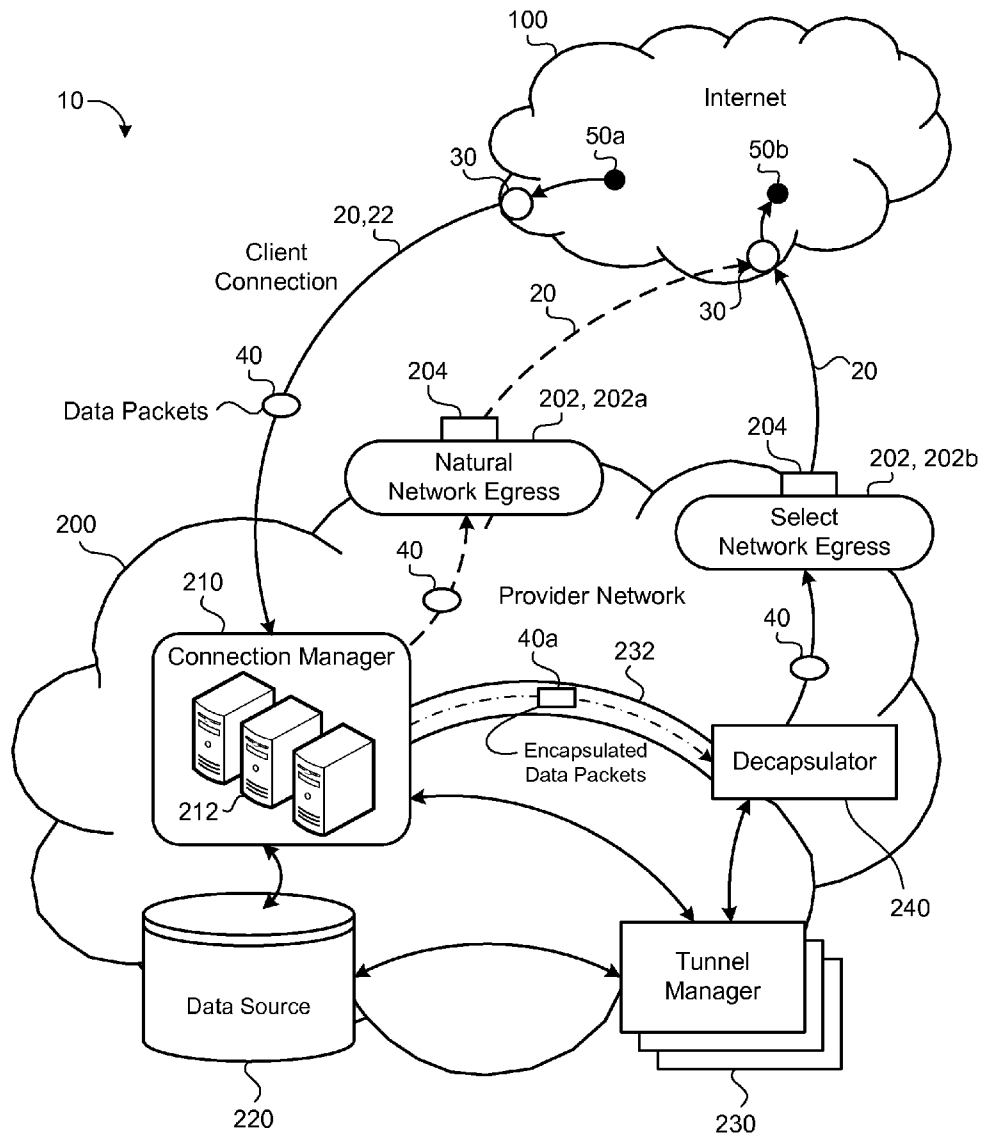 100
10
Internet
50a
50b
30
20,22
Client
Connection
30
20
40
Data Packets
204
202, 202a
20
204
202, 202b
Natural
Network Egress
Select
Network Egress
200
40
210
Provider Network
40
Connection Manager
40a
232
Encapsulated
Data Packets
Decapsulator
212
240
Tunnel
Manager
Data Source
220
230